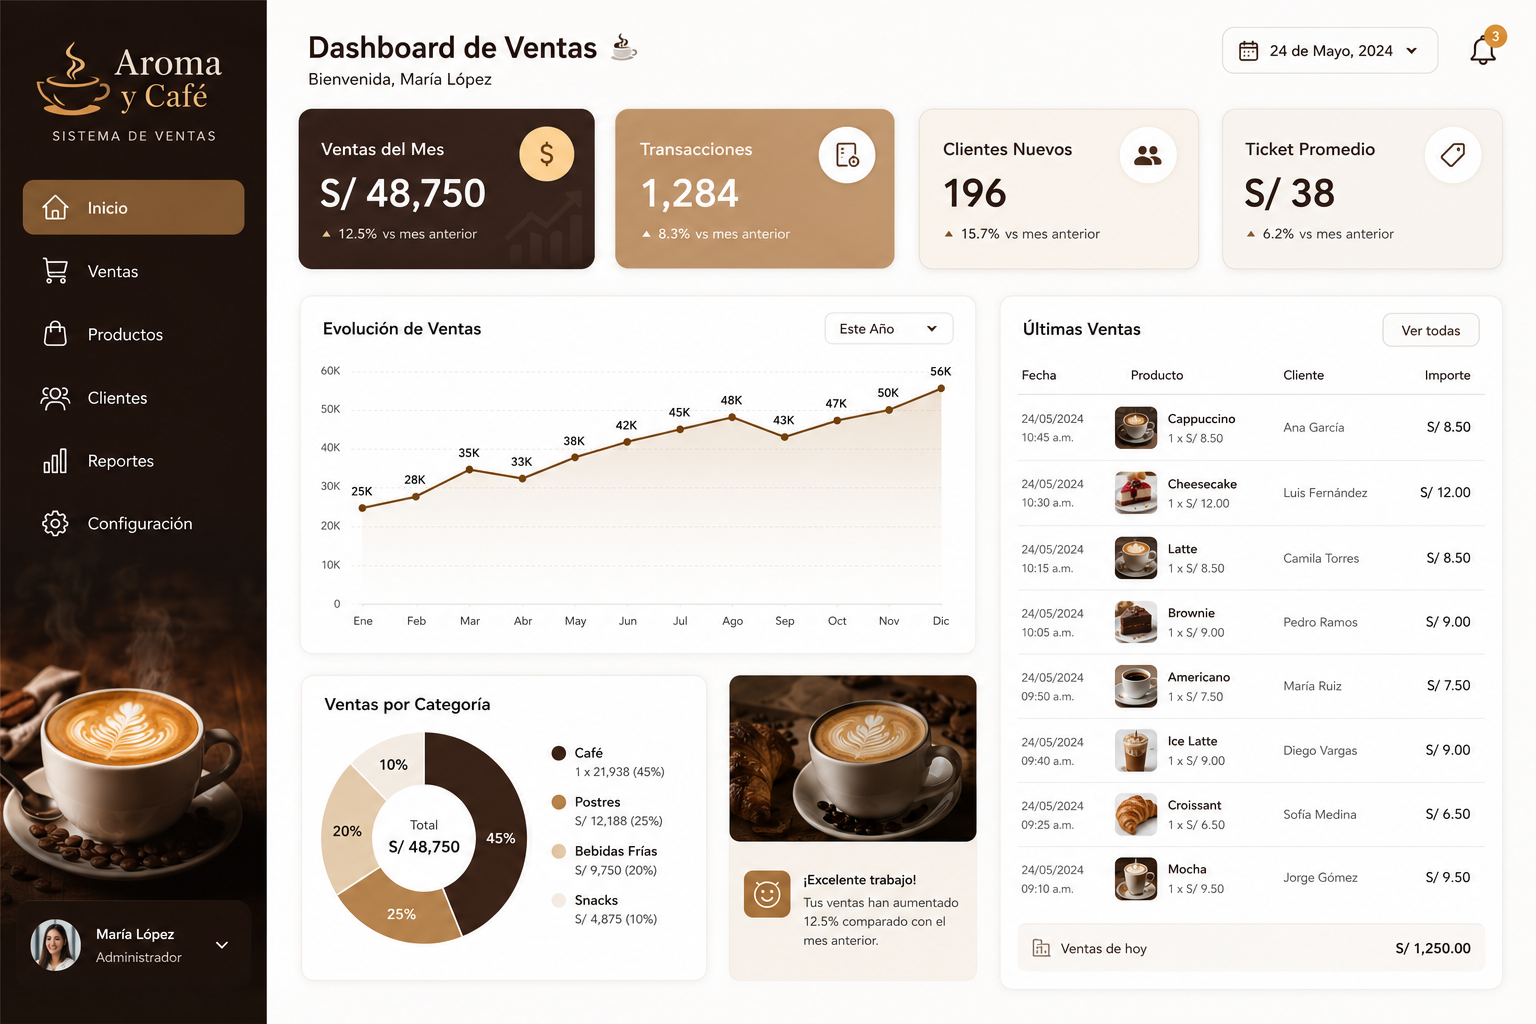 Aroma
y Café
SISTEMA DE VENTAS
Inicio
Ventas
Productos
Clientes
Reportes
Configuración
María López
Administrador
Dashboard de Ventas
Bienvenida, María López
24 de Mayo, 2024
3
Ventas del Mes
$
S/ 48,750
12.5% vs mes anterior
Transacciones
1,284
8.3% vs mes anterior
Clientes Nuevos
196
15.7% vs mes anterior
Ticket Promedio
S/ 38
6.2% vs mes anterior
Evolución de Ventas
Este Año
60K
50K
40K
30K
20K
10K
0
25K
28K
35K
33K
38K
42K
45K
48K
43K
47K
50K
56K
Ene Feb Mar Abr May Jun Jul Ago Sep Oct Nov Dic
Ventas por Categoría
10%
20%
25%
45%
Total
S/ 48,750
Café
1 x 21,938 (45%)
Postres
S/ 12,188 (25%)
Bebidas Frías
S/ 9,750 (20%)
Snacks
S/ 4,875 (10%)
¡Excelente trabajo!
Tus ventas han aumentado
12.5% comparado con el
mes anterior.
Últimas Ventas
Ver todas
Fecha Producto Cliente Importe
24/05/2024
10:45 a.m.
Cappuccino
1 x S/ 8.50
Ana García
S/ 8.50
24/05/2024
10:30 a.m.
Cheesecake
1 x S/ 12.00
Luis Fernández
S/ 12.00
24/05/2024
10:15 a.m.
Latte
1 x S/ 8.50
Camila Torres
S/ 8.50
24/05/2024
10:05 a.m.
Brownie
1 x S/ 9.00
Pedro Ramos
S/ 9.00
24/05/2024
09:50 a.m.
Americano
1 x S/ 7.50
María Ruiz
S/ 7.50
24/05/2024
09:40 a.m.
Ice Latte
1 x S/ 9.00
Diego Vargas
S/ 9.00
24/05/2024
09:25 a.m.
Croissant
1 x S/ 6.50
Sofía Medina
S/ 6.50
24/05/2024
09:10 a.m.
Mocha
1 x S/ 9.50
Jorge Gómez
S/ 9.50
Ventas de hoy
S/ 1,250.00